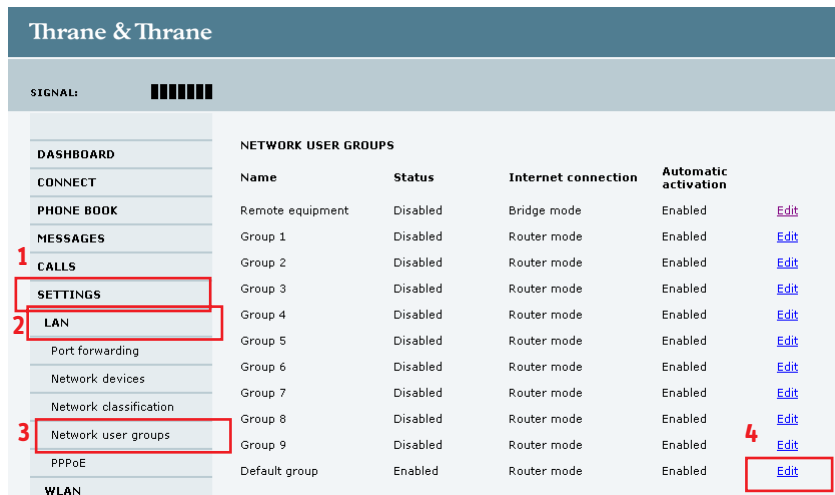 Thrane & Thrane
SIGNAL:
DASHBOARD
CONNECT
PHONE BOOK
MESSAGES
1
CALLS
SETTINGS
2
LAN
Port forwarding
Network devices
Network classification
3
Network user groups
PPPoE
WLAN
NETWORK USER GROUPS
Name Status Internet connection Automatic activation
Remote equipment Disabled Bridge mode Enabled Edit
Group 1 Disabled Router mode Enabled Edit
Group 2 Disabled Router mode Enabled Edit
Group 3 Disabled Router mode Enabled Edit
Group 4 Disabled Router mode Enabled Edit
Group 5 Disabled Router mode Enabled Edit
Group 6 Disabled Router mode Enabled Edit
Group 7 Disabled Router mode Enabled Edit
Group 8 Disabled Router mode Enabled Edit
Group 9 Disabled Router mode Enabled Edit
4
Default group Enabled Router mode Enabled Edit